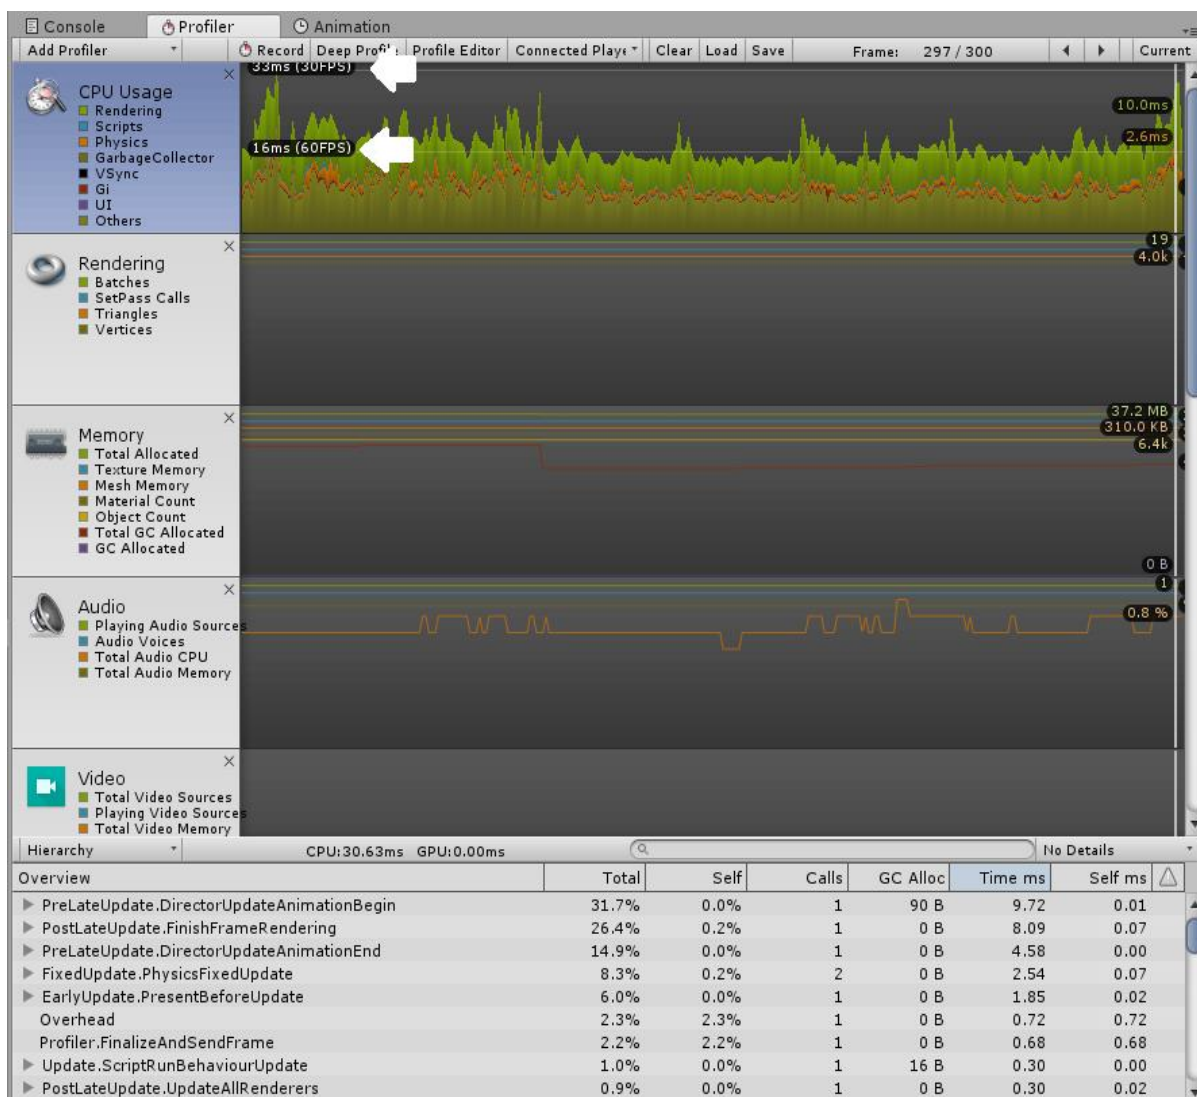 Console Profiler Animation
Add Profiler Record Deep Profile Profile Editor Connected Playe Clear Load Save Frame: 297 / 300 Current
33ms (30FPS)
CPU Usage
Rendering
Scripts
Physics
GarbageCollector
VSync
Gi
UI
Others
10.0ms
2.6ms
16ms (60FPS)
Rendering
Batches
SetPass Calls
Triangles
Vertices
19
4.0k
Memory
Total Allocated
Texture Memory
Mesh Memory
Material Count
Object Count
Total GC Allocated
GC Allocated
37.2 MB
310.0 KB
6.4k
0 B
Audio
Playing Audio Sources
Audio Voices
Total Audio CPU
Total Audio Memory
1
0.8 %
Video
Total Video Sources
Playing Video Sources
Total Video Memory
Hierarchy CPU:30.63ms GPU:0.00ms No Details
Overview Total Self Calls GC Alloc Time ms Self ms
PreLateUpdate.DirectorUpdateAnimationBegin 31.7% 0.0% 1 90 B 9.72 0.01
PostLateUpdate.FinishFrameRendering 26.4% 0.2% 1 0 B 8.09 0.07
PreLateUpdate.DirectorUpdateAnimationEnd 14.9% 0.0% 1 0 B 4.58 0.00
FixedUpdate.PhysicsFixedUpdate 8.3% 0.2% 2 0 B 2.54 0.07
EarlyUpdate.PresentBeforeUpdate 6.0% 0.0% 1 0 B 1.85 0.02
Overhead 2.3% 2.3% 1 0 B 0.72 0.72
Profiler.FinalizeAndSendFrame 2.2% 2.2% 1 0 B 0.68 0.68
Update.ScriptRunBehaviourUpdate 1.0% 0.0% 1 16 B 0.30 0.00
PostLateUpdate.UpdateAllRenderers 0.9% 0.0% 1 0 B 0.30 0.02